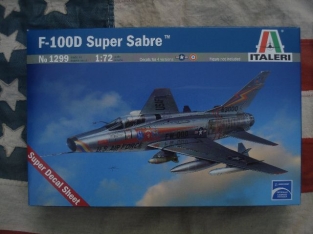 F-100D Super Sabre™
No 1299
1:72
ITALERI
Super Decal Sheet